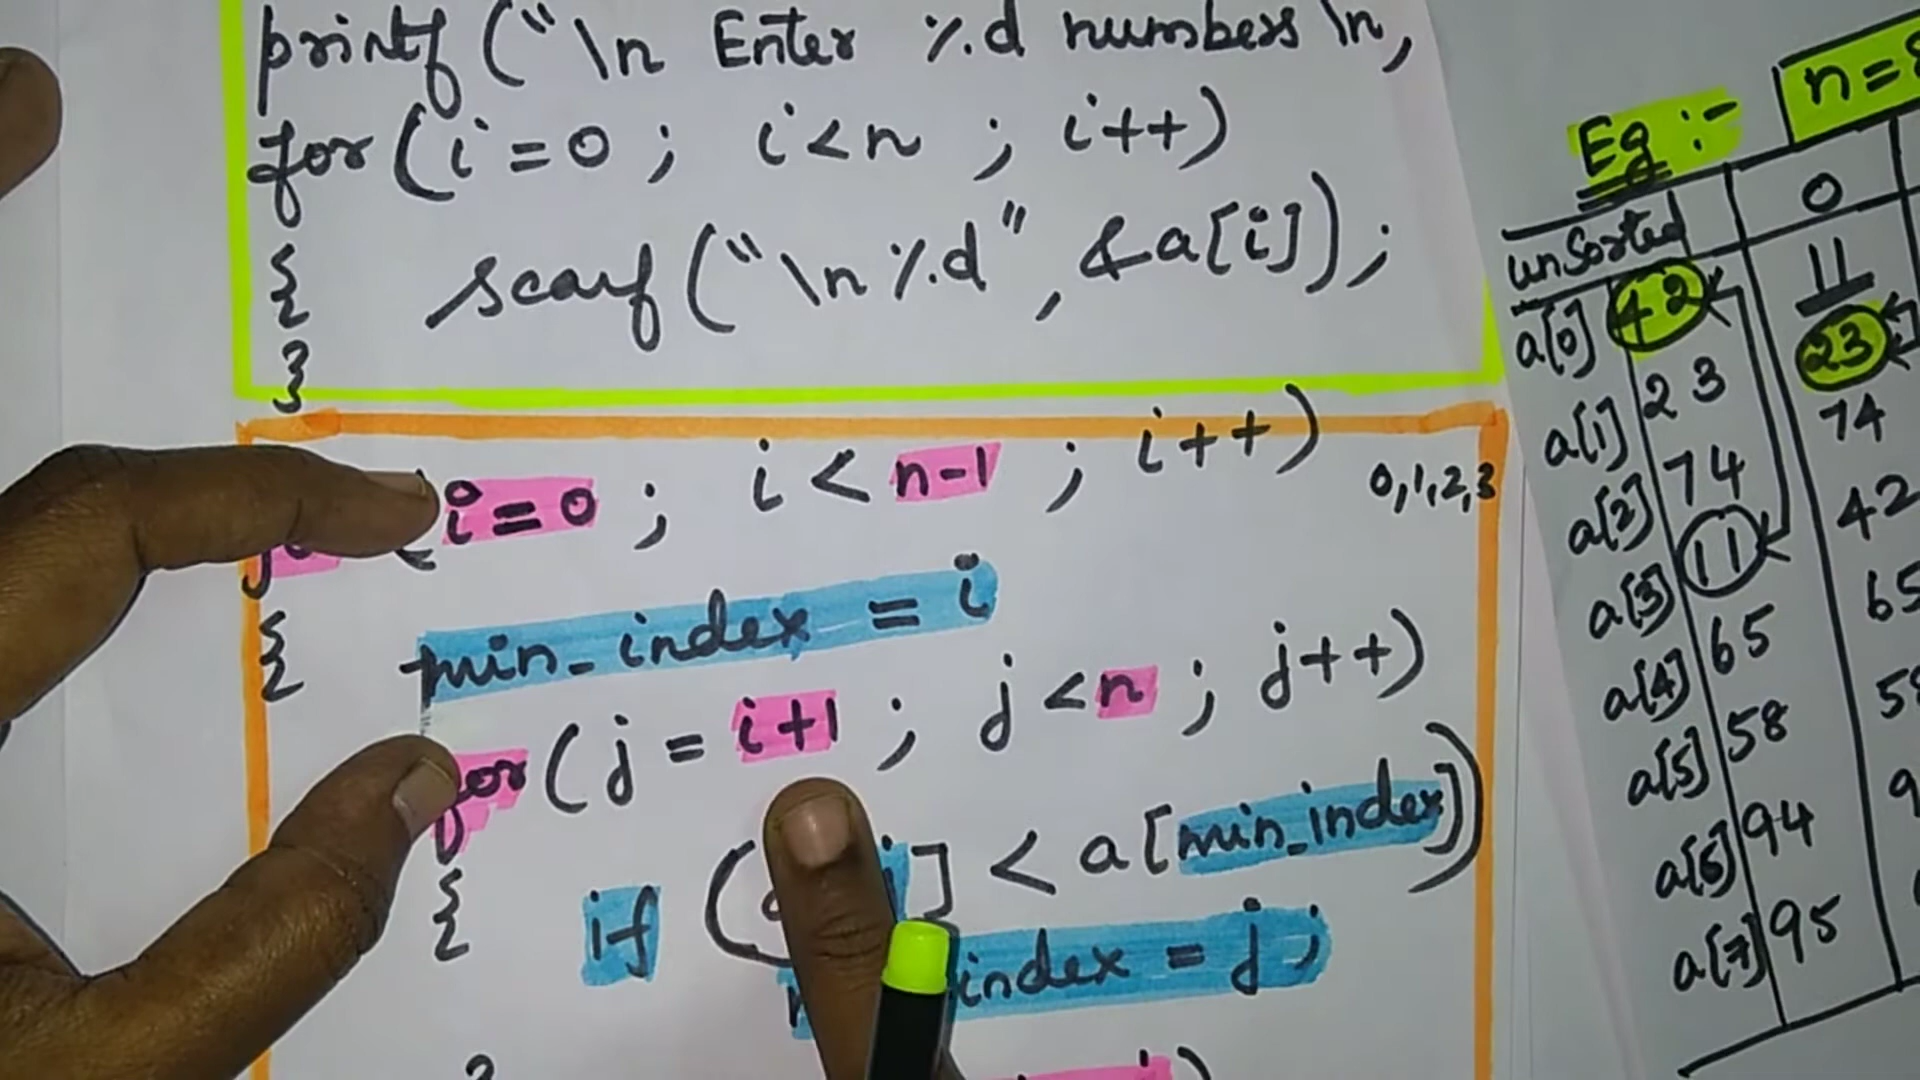 printf ("\n Enter %d numbers \n,
for (i = 0 ; i < n ; i++)
{ scanf ("\n %d", &a[i]);
}
(i = 0 ; i < n-1 ; i++) 0,1,2,3
{ min_index = i
for (j = i+1 ; j < n ; j++)
{
if ( ] < a[min_index])
index = j ;
Eg :-
unsorted 0
11
a[0] 42 23
a[1] 23 74
a[2] 74 42
a[3] 11 65
a[4] 65
a[5] 58
a[6] 94
a[7] 95